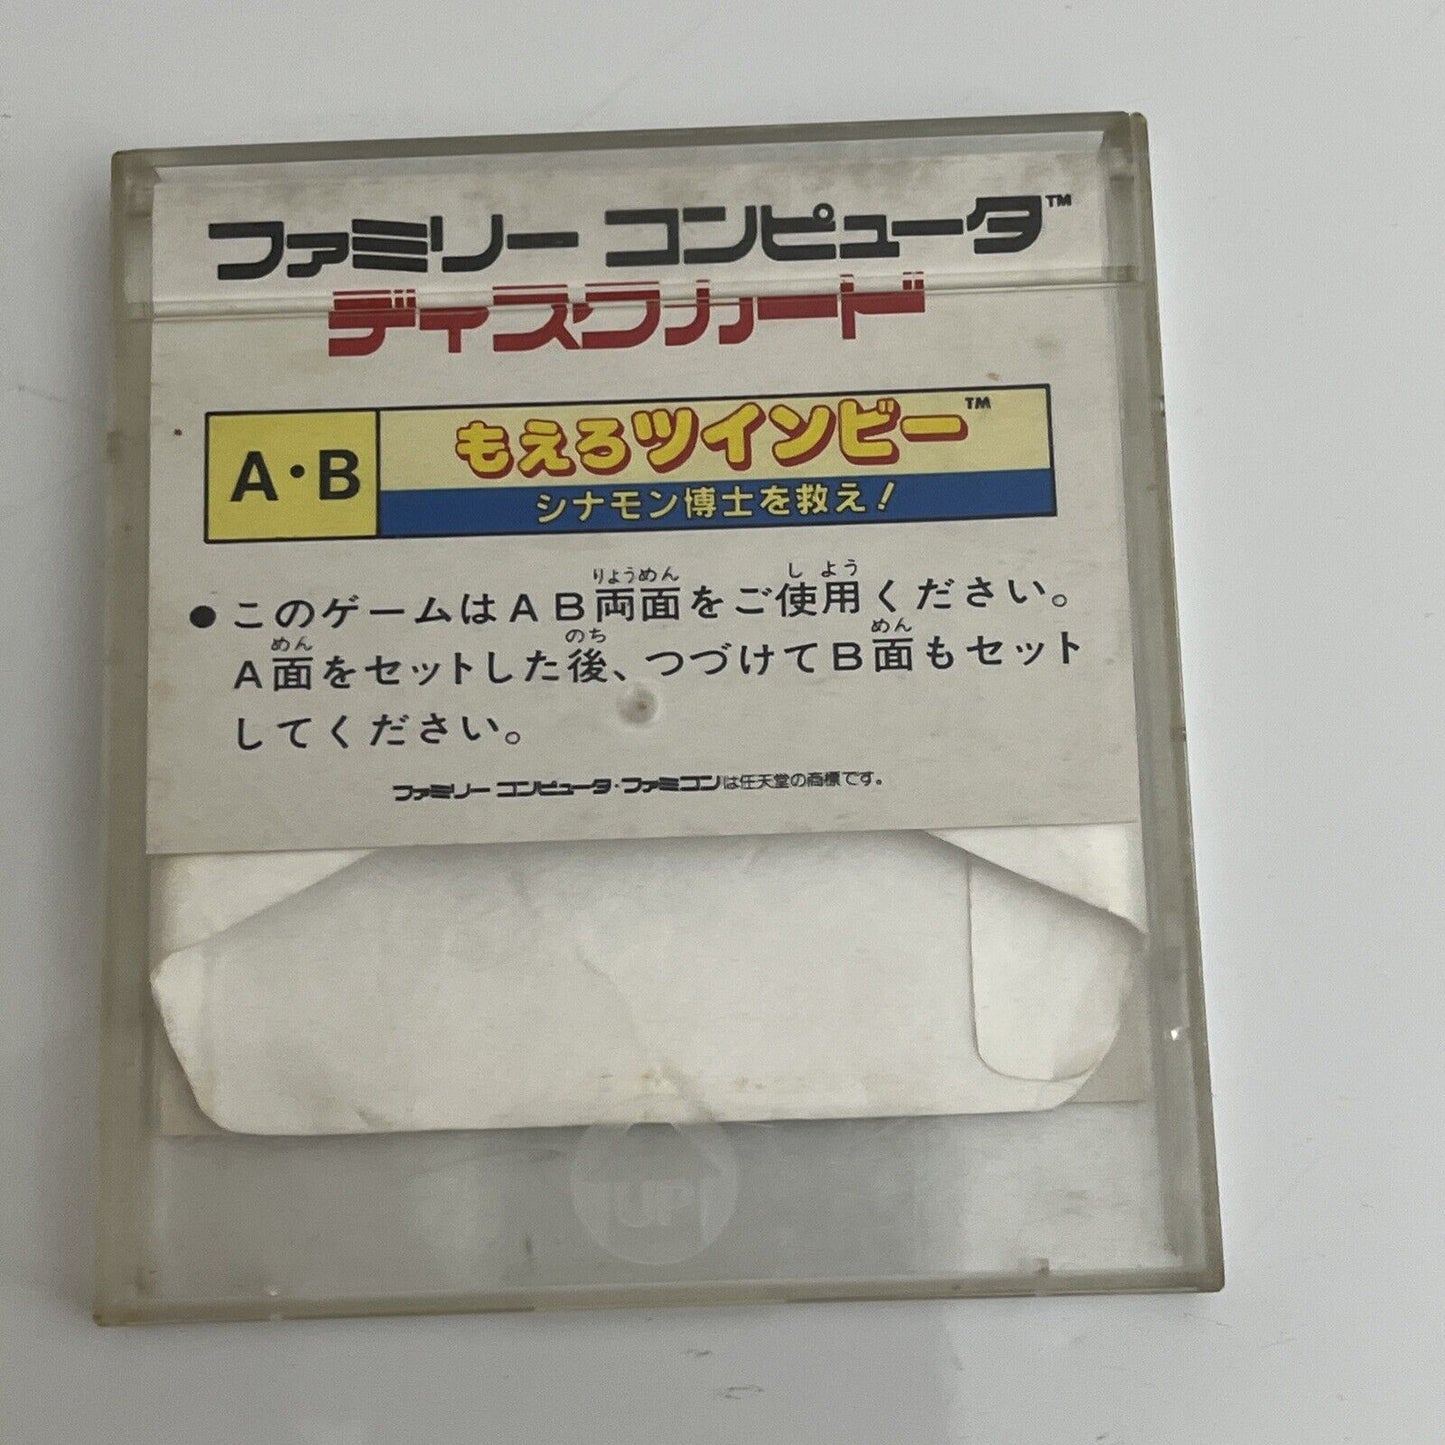 ファミリー コンピュータ™
ディスクカード
A・B
もえろツインビー™
シナモン博士を救え!
●このゲームはAB両面をご使用ください。
りょうめん
しよう
A面をセットした後、つづけてB面もセット
めん
のち
めん
してください。
ファミリー コンピュータ・ファミコンは任天堂の商標です。
UP